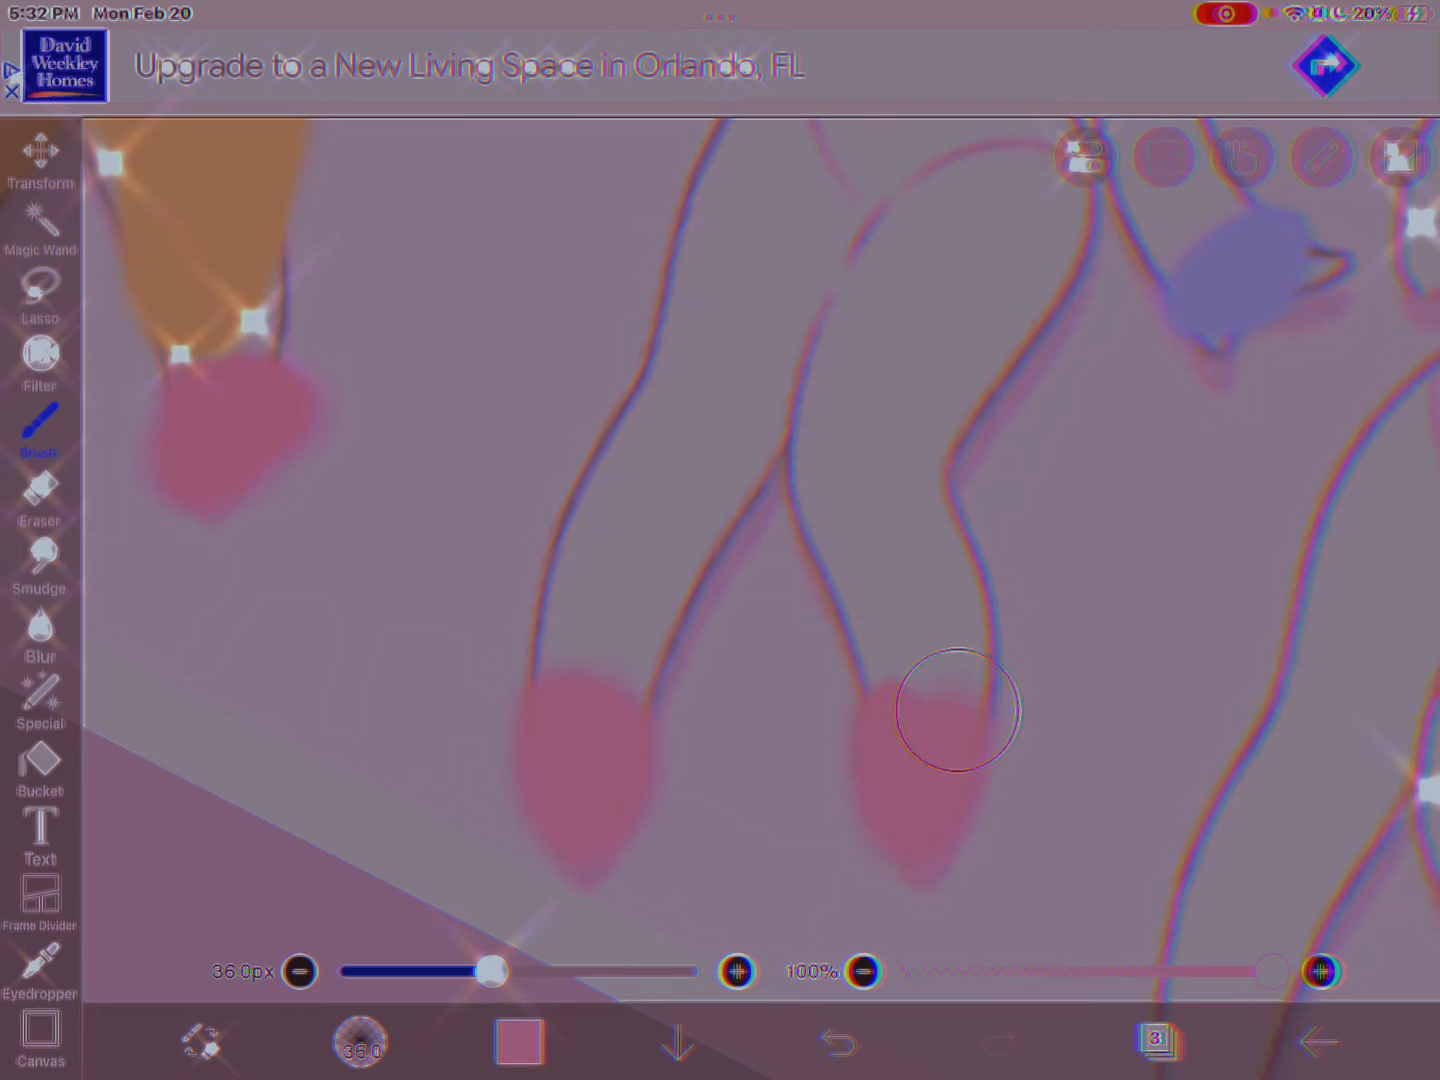 5:32 PM Mon Feb 20
20%
David
Weekley
Homes
Upgrade to a New Living Space in Orlando, FL
Transform
Magic Wand
Lasso
Filter
Brush
Eraser
Smudge
Blur
Special
Bucket
Text
Frame Divider
Eyedropper
Canvas
36.0px
100%
36.0
3